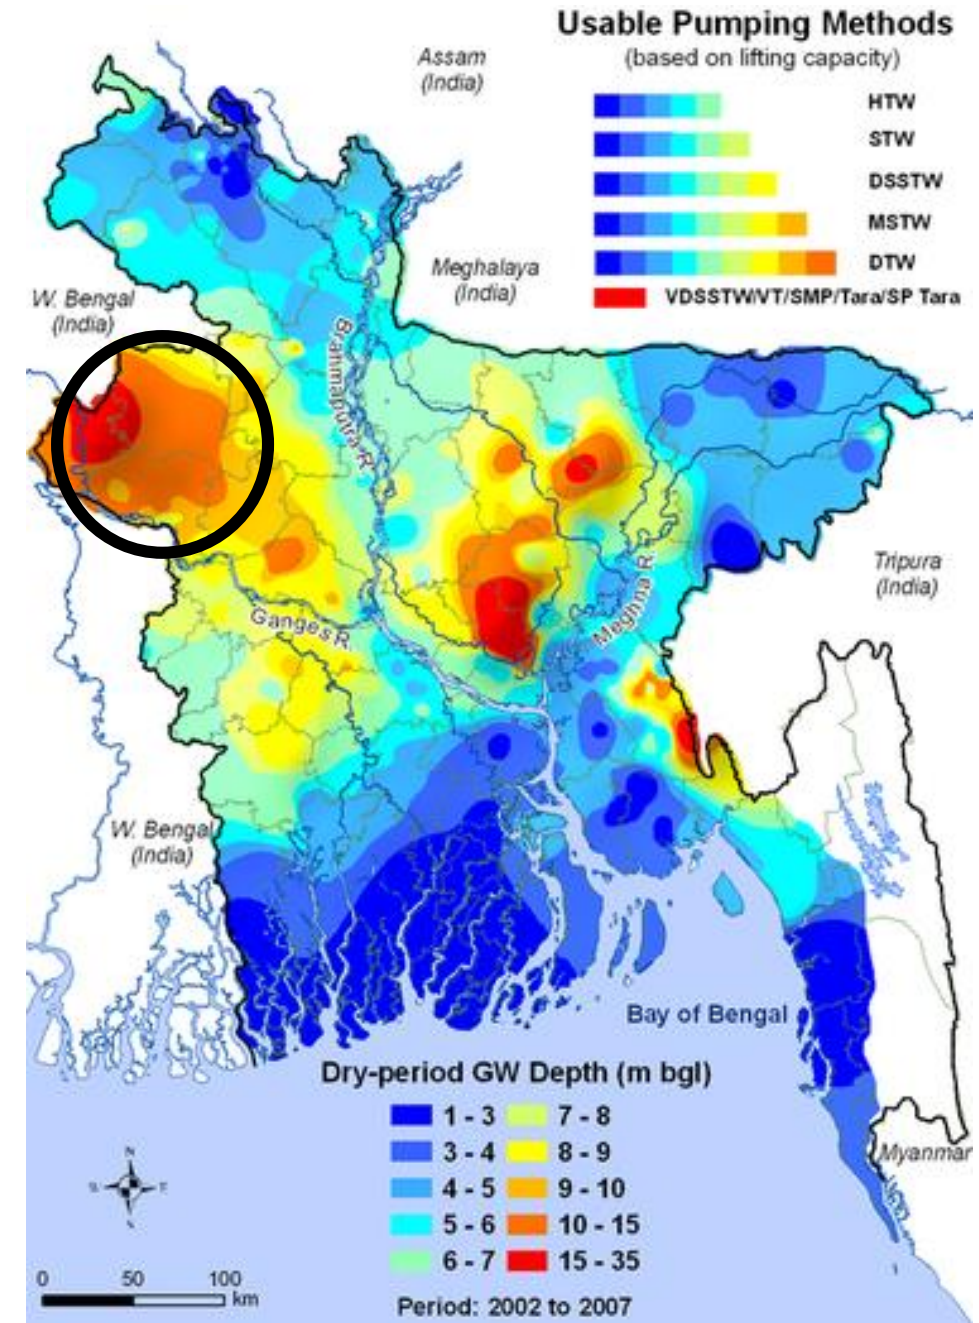 Usable Pumping Methods
(based on lifting capacity)
HTW
STW
DSSTW
MSTW
DTW
VDSSTW/VT/SMP/Tara/SP Tara
Assam
(India)
Meghalaya
(India)
W. Bengal
(India)
Bramhaputra R.
Tripura
(India)
Meghna R.
Ganges R.
W. Bengal
(India)
Bay of Bengal
Myanmar
Dry-period GW Depth (m bgl)
1 - 3
7 - 8
3 - 4
8 - 9
4 - 5
9 - 10
5 - 6
10 - 15
6 - 7
15 - 35
N
0 50 100
km
Period: 2002 to 2007